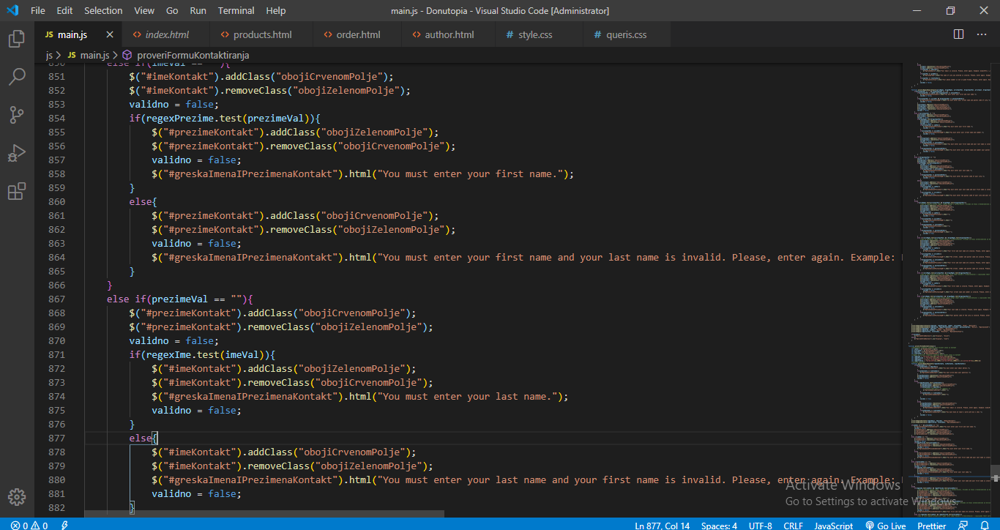 File Edit Selection View Go Run Terminal Help main.js - Donutopia - Visual Studio Code [Administrator]
JS main.js <> index.html <> products.html <> order.html <> author.html # style.css # queris.css
js > JS main.js > proveriFormuKontaktiranja
850 else if(imeVal == ""){
851 $("#imeKontakt").addClass("obojiCrvenomPolje");
852 $("#imeKontakt").removeClass("obojiZelenomPolje");
853 validno = false;
854 if(regexPrezime.test(prezimeVal)){
855 $("#prezimeKontakt").addClass("obojiZelenomPolje");
856 $("#prezimeKontakt").removeClass("obojiCrvenomPolje");
857 validno = false;
858 $("#greskaImenaIPrezimenaKontakt").html("You must enter your first name.");
859 }
860 else{
861 $("#prezimeKontakt").addClass("obojiCrvenomPolje");
862 $("#prezimeKontakt").removeClass("obojiZelenomPolje");
863 validno = false;
864 $("#greskaImenaIPrezimenaKontakt").html("You must enter your first name and your last name is invalid. Please, enter again. Example:
865 }
866 }
867 else if(prezimeVal == ""){
868 $("#prezimeKontakt").addClass("obojiCrvenomPolje");
869 $("#prezimeKontakt").removeClass("obojiZelenomPolje");
870 validno = false;
871 if(regexIme.test(imeVal)){
872 $("#imeKontakt").addClass("obojiZelenomPolje");
873 $("#imeKontakt").removeClass("obojiCrvenomPolje");
874 $("#greskaImenaIPrezimenaKontakt").html("You must enter your last name.");
875 validno = false;
876 }
877 else{
878 $("#imeKontakt").addClass("obojiCrvenomPolje");
879 $("#imeKontakt").removeClass("obojiZelenomPolje");
880 $("#greskaImenaIPrezimenaKontakt").html("You must enter your last name and your first name is invalid. Please, enter again. Example:
881 validno = false;
882 }
Activate Windows
Go to Settings to activate Windows.
0 0 Ln 877, Col 14 Spaces: 4 UTF-8 CRLF JavaScript Go Live Prettier